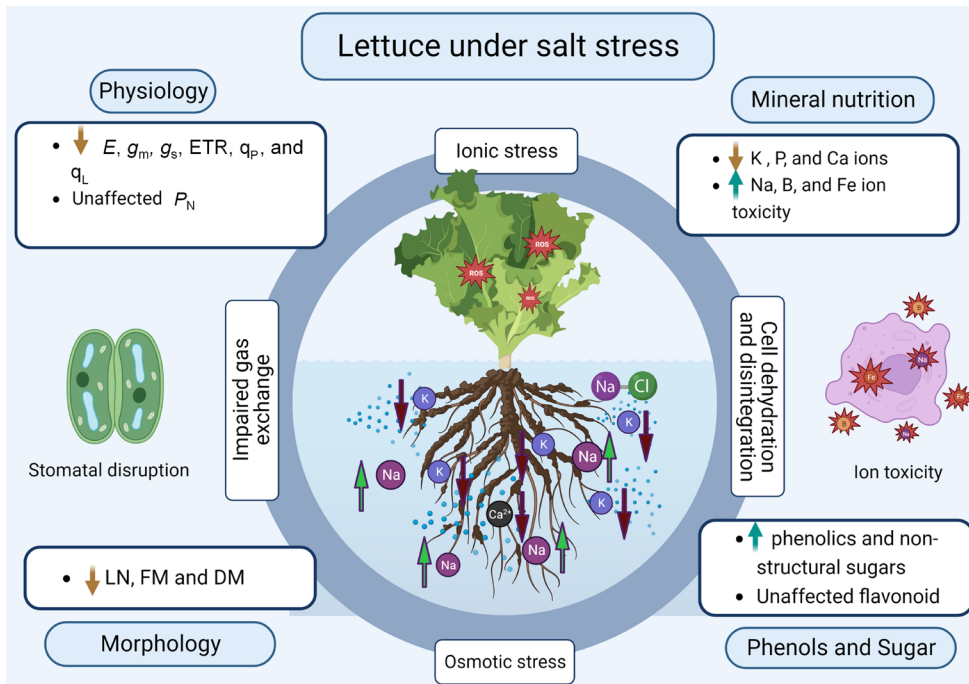 Lettuce under salt stress
Physiology
E, gm, gs, ETR, qP, and
qL
• Unaffected PN
Mineral nutrition
• K , P, and Ca ions
• Na, B, and Fe ion
toxicity
Ionic stress
ROS
ROS
ROS
Impaired gas
exchange
Cell dehydration
and disintegration
Stomatal disruption
Ion toxicity
B
Na
Fe
Fe
B
Na
Na
Cl
K
K
K
K
Na
Na
K
Ca2+
Na
Na
• LN, FM and DM
Morphology
Osmotic stress
• phenolics and non-
structural sugars
• Unaffected flavonoid
Phenols and Sugar